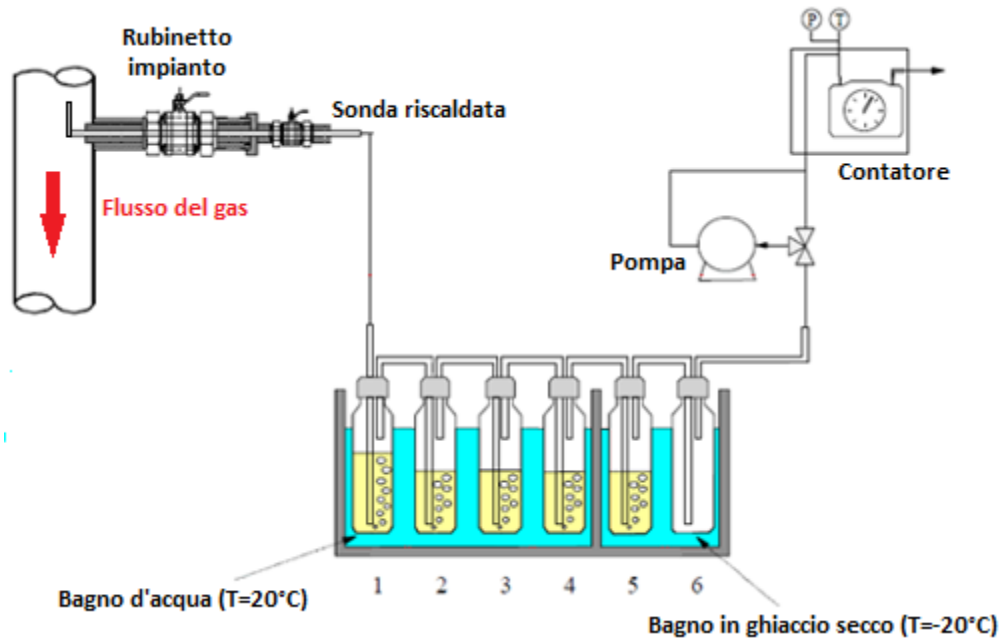 P T
Rubinetto
impianto
Sonda riscaldata
Contatore
Flusso del gas
Pompa
1 2 3 4 5 6
Bagno d'acqua (T=20°C)
Bagno in ghiaccio secco (T=-20°C)